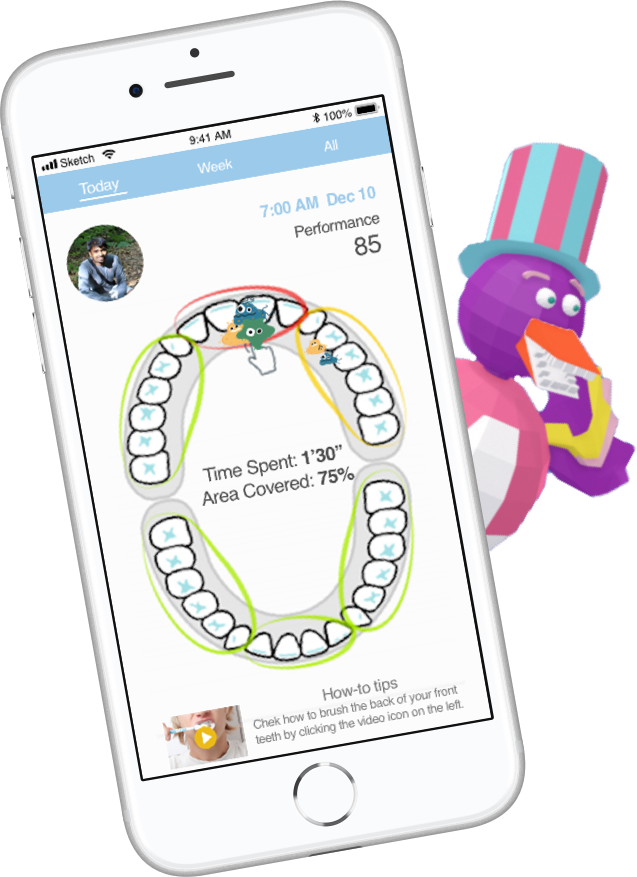 Sketch 9:41 AM 100%
Today Week All
7:00 AM Dec 10
Performance
85
Time Spent: 1'30”
Area Covered: 75%
How-to tips
Chek how to brush the back of your front
teeth by clicking the video icon on the left.